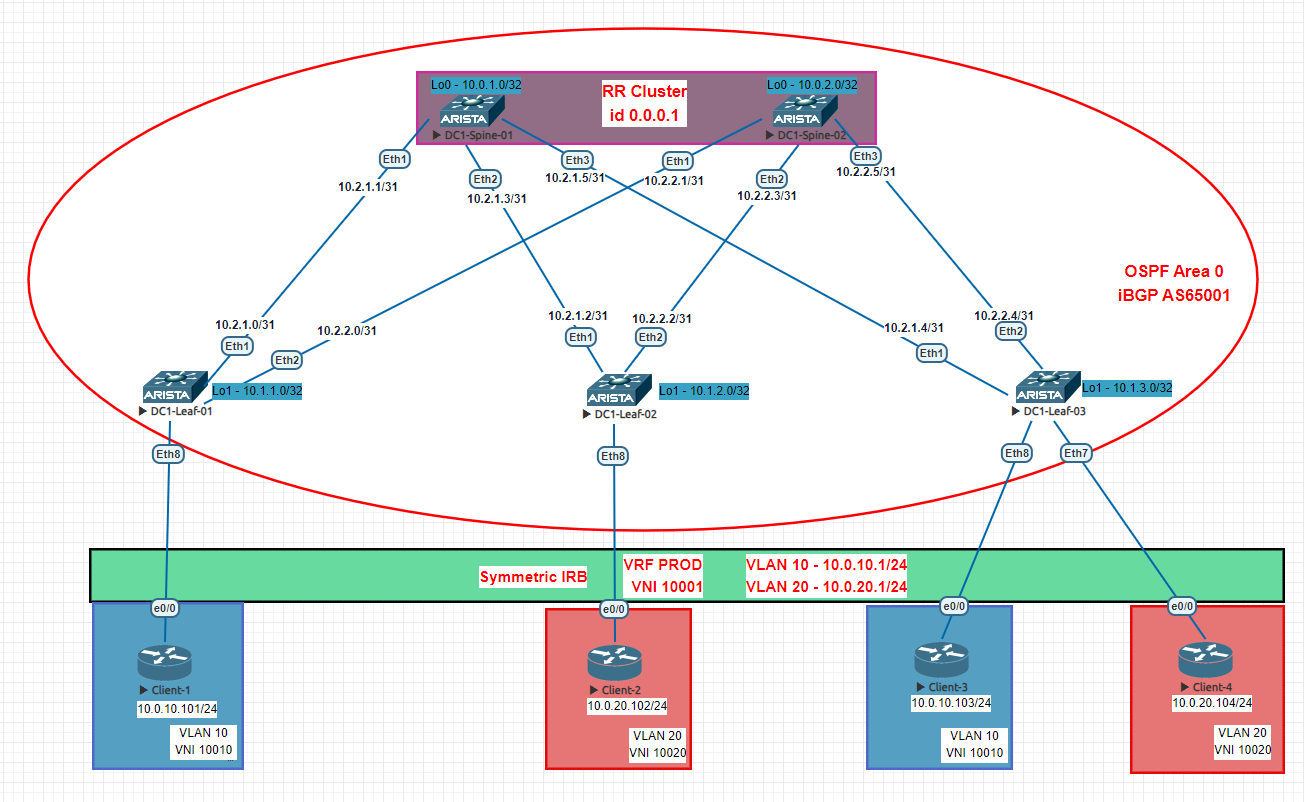 Lo0 - 10.0.1.0/32
Lo0 - 10.0.2.0/32
RR Cluster
id 0.0.0.1
ARISTA
DC1-Spine-01
ARISTA
DC1-Spine-02
Eth1
10.2.1.1/31
Eth2
10.2.1.3/31
Eth3
10.2.1.5/31
Eth1
10.2.2.1/31
Eth2
10.2.2.3/31
Eth3
10.2.2.5/31
OSPF Area 0
iBGP AS65001
10.2.1.0/31
Eth1
10.2.2.0/31
Eth2
10.2.1.2/31
Eth1
10.2.2.2/31
Eth2
10.2.1.4/31
Eth1
10.2.2.4/31
Eth2
ARISTA
DC1-Leaf-01
Lo1 - 10.1.1.0/32
ARISTA
DC1-Leaf-02
Lo1 - 10.1.2.0/32
ARISTA
DC1-Leaf-03
Lo1 - 10.1.3.0/32
Eth8
Eth8
Eth8
Eth7
Symmetric IRB
VRF PROD
VNI 10001
VLAN 10 - 10.0.10.1/24
VLAN 20 - 10.0.20.1/24
e0/0
Client-1
10.0.10.101/24
VLAN 10
VNI 10010
e0/0
Client-2
10.0.20.102/24
VLAN 20
VNI 10020
e0/0
Client-3
10.0.10.103/24
VLAN 10
VNI 10010
e0/0
Client-4
10.0.20.104/24
VLAN 20
VNI 10020